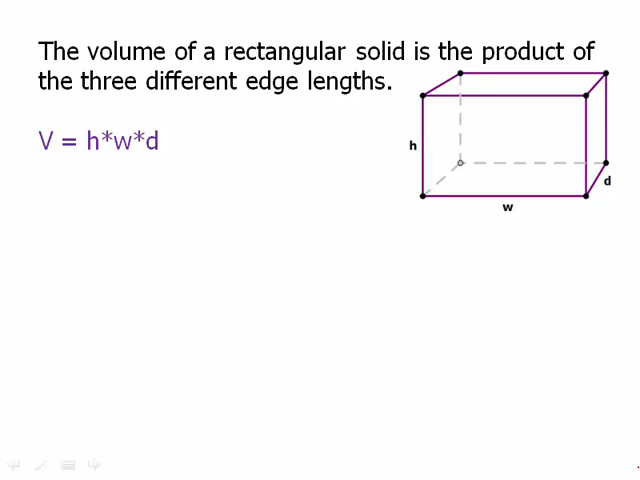 The volume of a rectangular solid is the product of
the three different edge lengths.
V = h*w*d
h
d
w